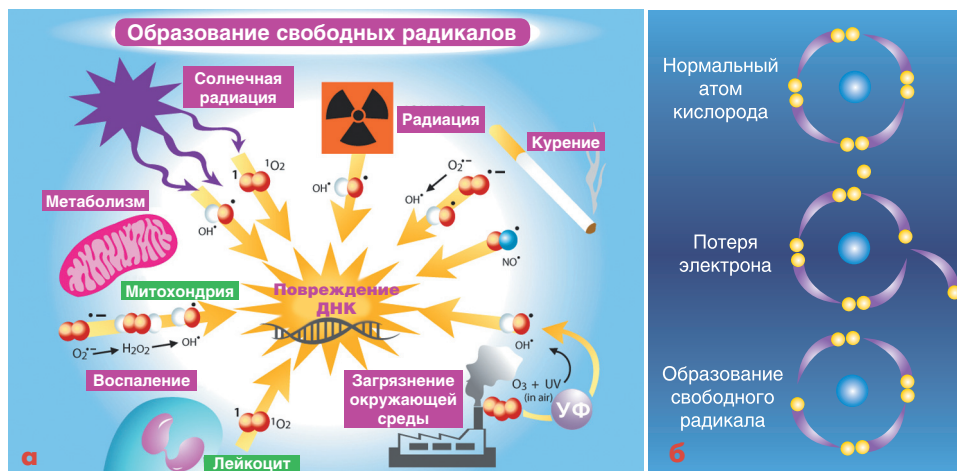 Образование свободных радикалов
Солнечная
радиация
Радиация
Курение
1
¹O₂
OH•
OH•
O₂•−
OH•
• −
NO•
Метаболизм
Митохондрия
• −
O₂•− → H₂O₂ → OH•
Повреждение
ДНК
OH•
Воспаление
1
¹O₂
Лейкоцит
Загрязнение
окружающей
среды
O₃ + UV
(in air)
УФ
а
Нормальный
атом
кислорода
Потеря
электрона
Образование
свободного
радикала
б